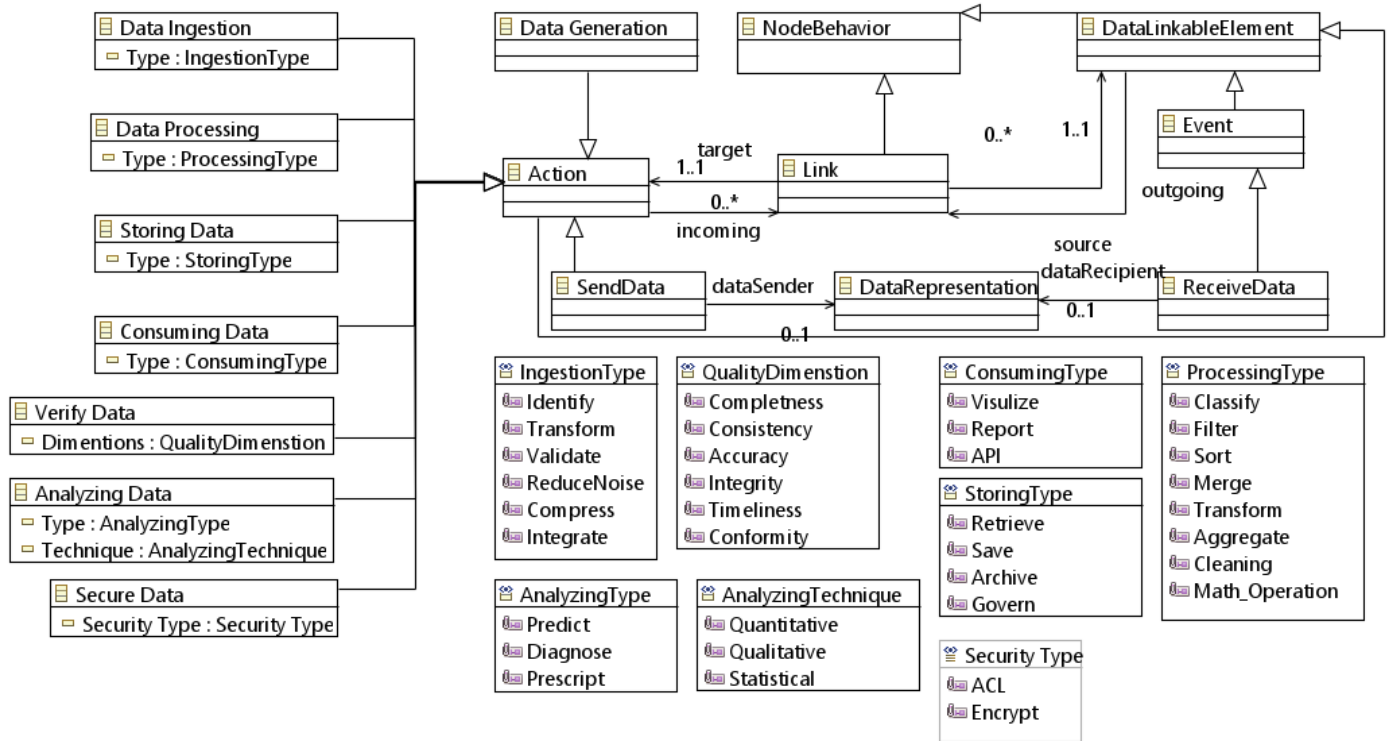 Data Ingestion
Type : IngestionType
Data Processing
Type : ProcessingType
Storing Data
Type : StoringType
Consuming Data
Type : ConsumingType
Verify Data
Dimentions : QualityDimenstion
Analyzing Data
Type : AnalyzingType
Technique : AnalyzingTechnique
Secure Data
Security Type : Security Type
Data Generation
NodeBehavior
DataLinkableElement
Event
Action
target
1..1
Link
0..*
1..1
0..*
incoming
outgoing
source
SendData
dataSender
0..1
DataRepresentation
dataRecipient
0..1
ReceiveData
IngestionType
Identify
Transform
Validate
ReduceNoise
Compress
Integrate
QualityDimenstion
Completness
Consistency
Accuracy
Integrity
Timeliness
Conformity
ConsumingType
Visulize
Report
API
ProcessingType
Classify
Filter
Sort
Merge
Transform
Aggregate
Cleaning
Math_Operation
StoringType
Retrieve
Save
Archive
Govern
AnalyzingType
Predict
Diagnose
Prescript
AnalyzingTechnique
Quantitative
Qualitative
Statistical
Security Type
ACL
Encrypt